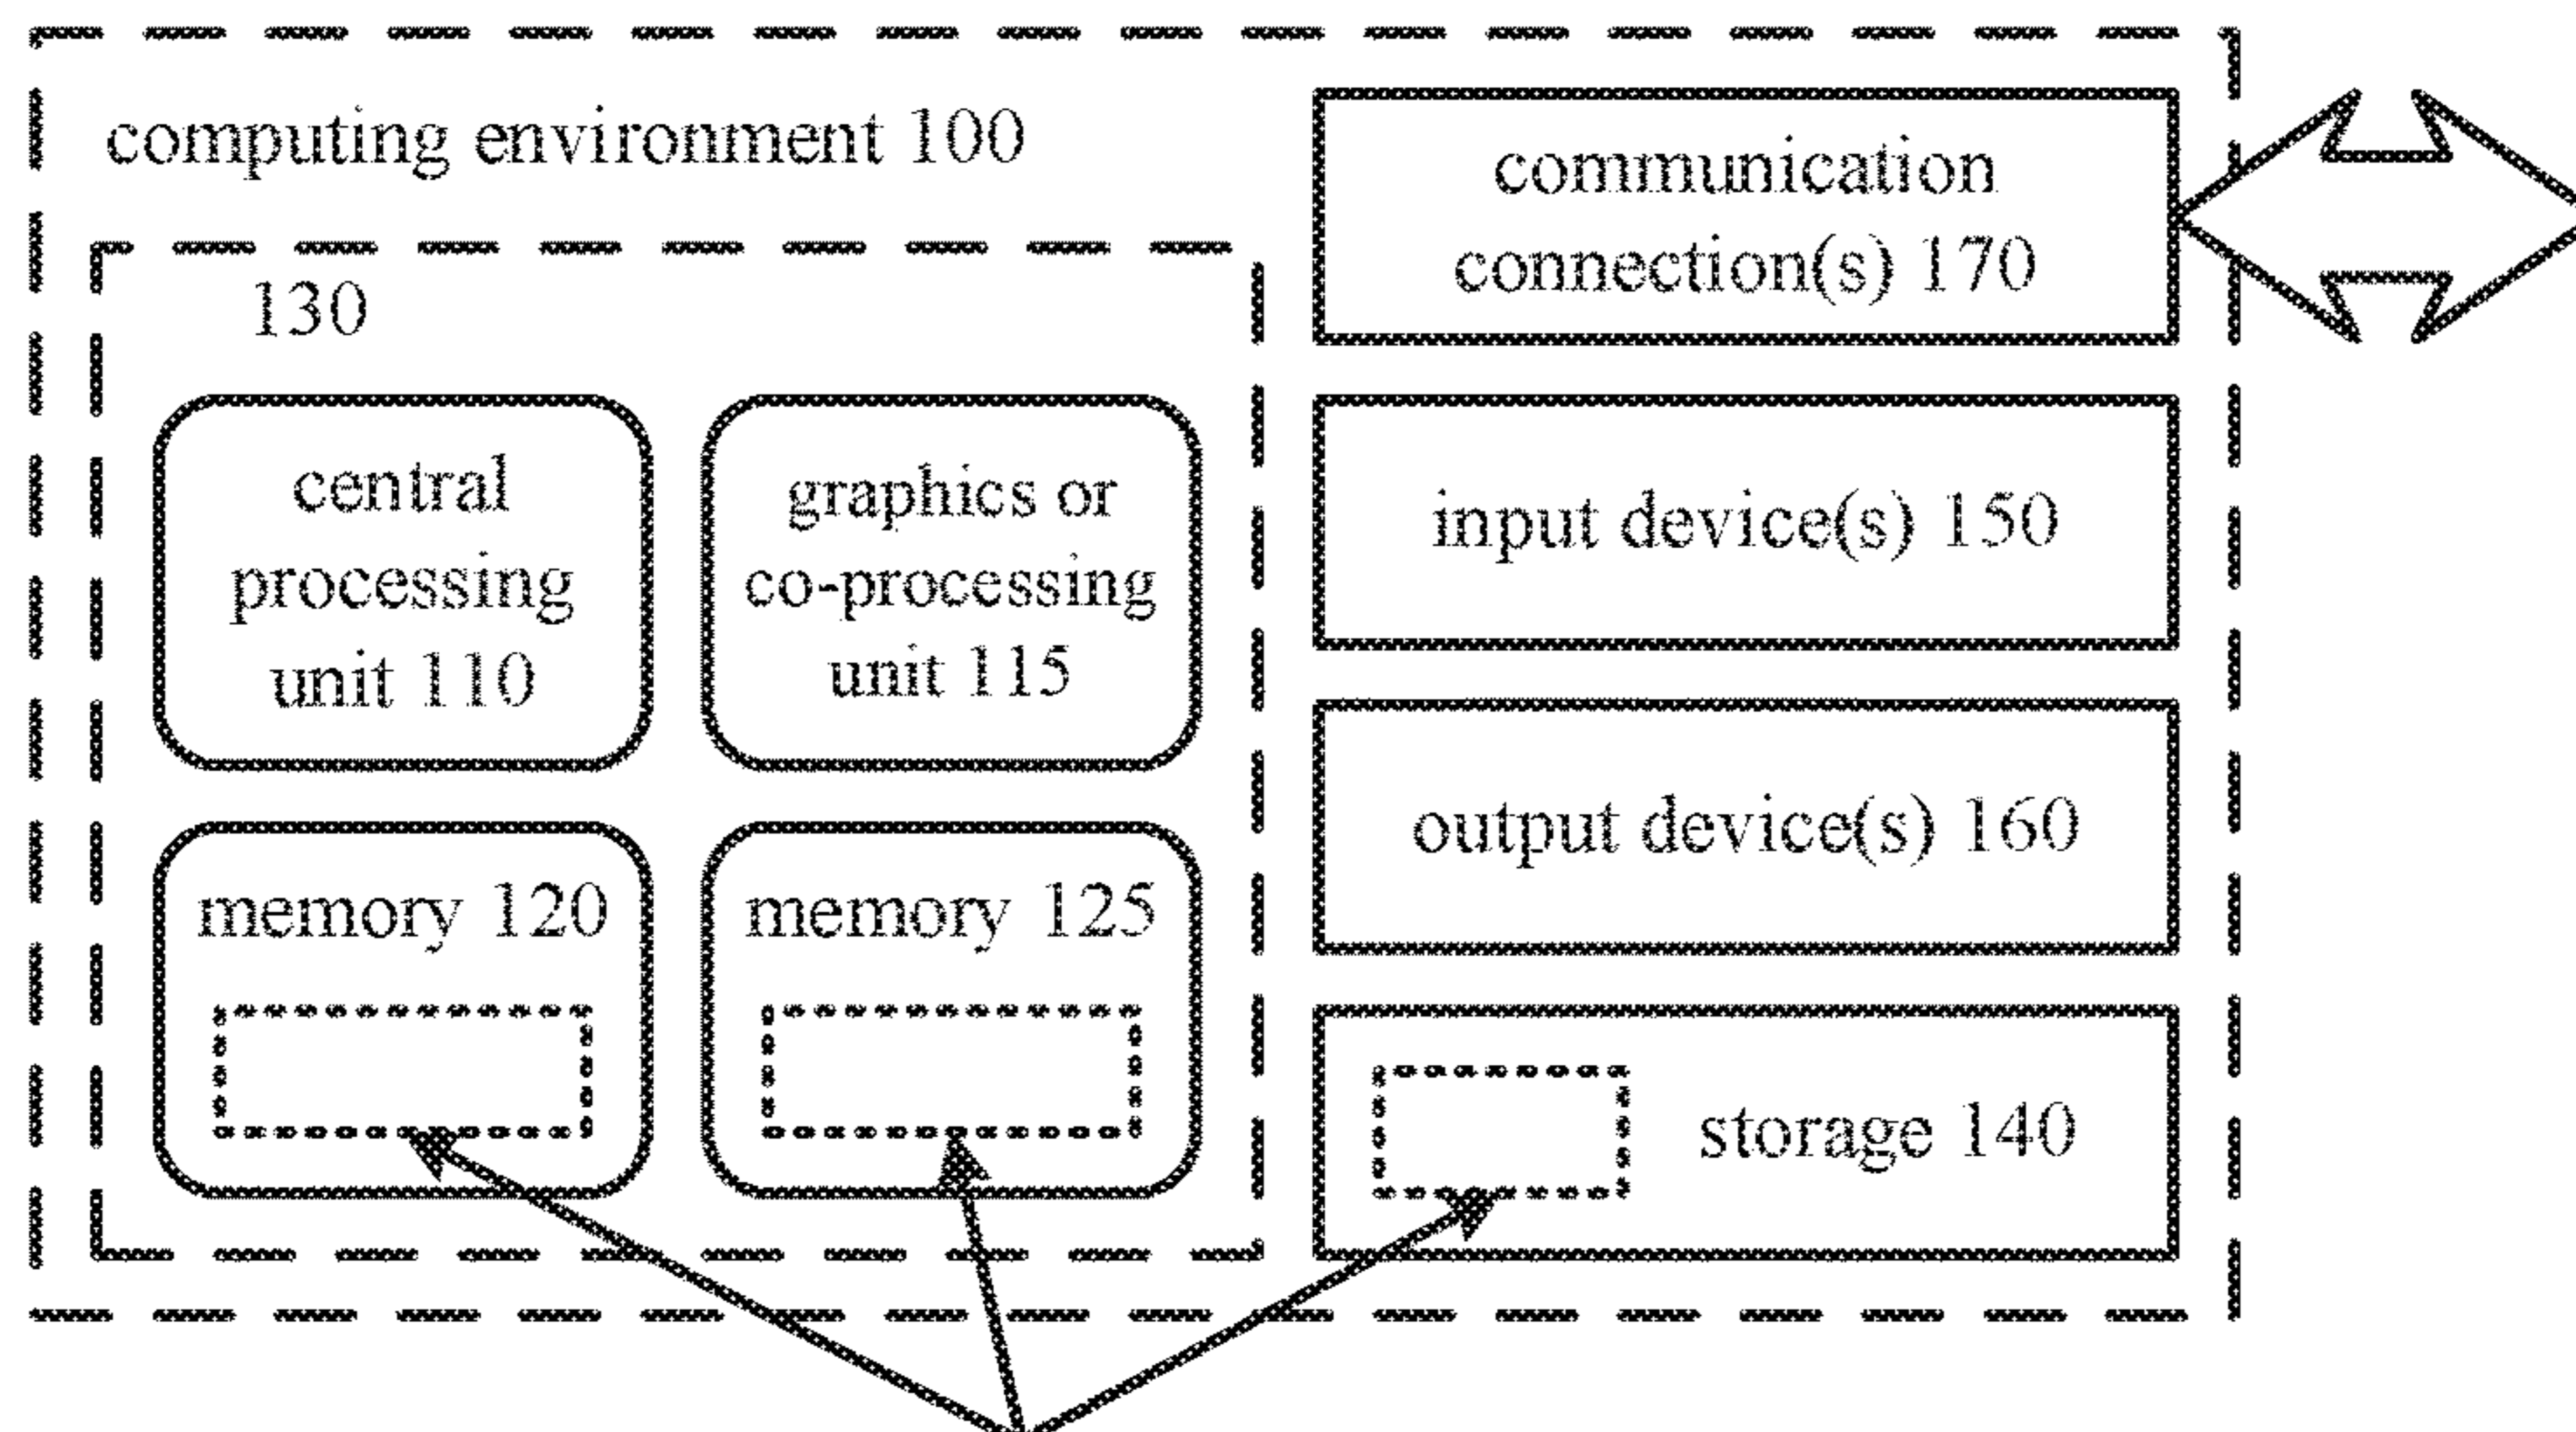 computing environment 100
130
central
processing
unit 110
graphics or
co-processing
unit 115
memory 120
memory 125
communication
connection(s) 170
input device(s) 150
output device(s) 160
storage 140